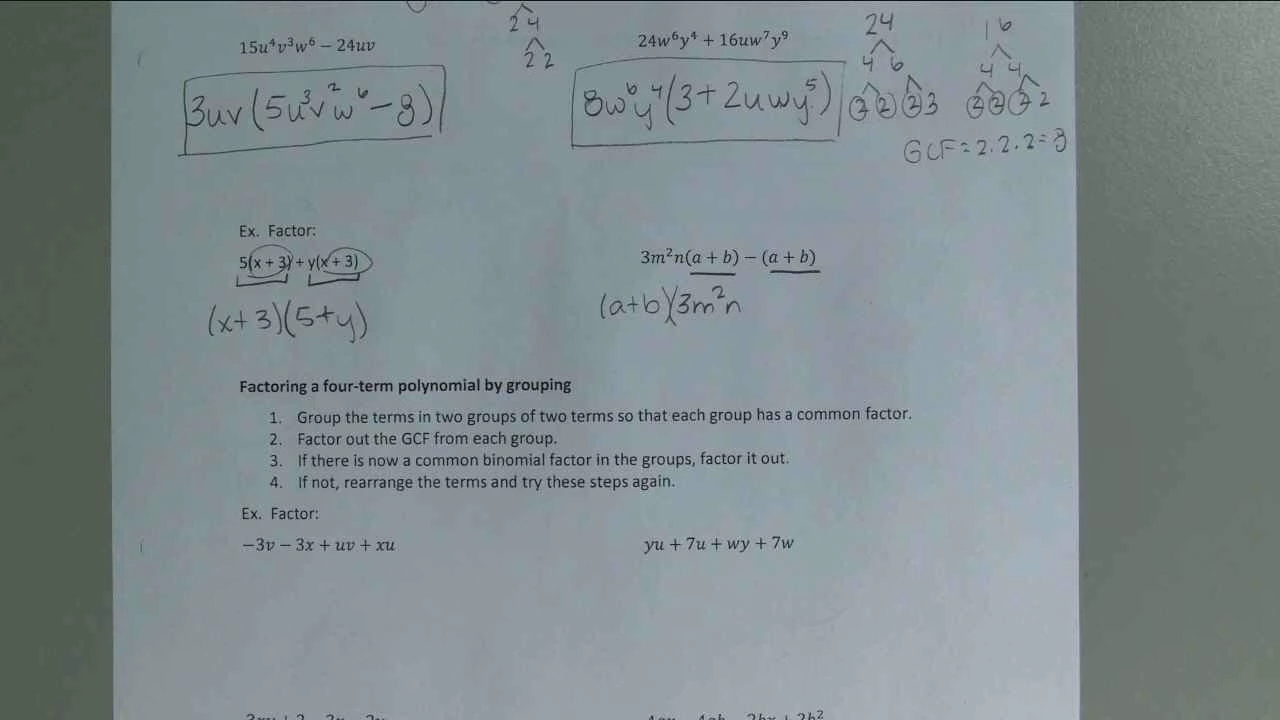 2 4
2 2
15u⁴v³w⁶ − 24uv
3uv(5u³v²w⁶ − 8)
24w⁶y⁴ + 16uw⁷y⁹
8w⁶y⁴(3 + 2uwy⁵)
24
4 6
2 2 2 3
16
4 4
2 2 2 2
GCF = 2·2·2 = 8
Ex. Factor:
5(x + 3) + y(x + 3)
(x+3)(5+y)
3m²n(a + b) − (a + b)
(a+b)(3m²n
Factoring a four-term polynomial by grouping
1. Group the terms in two groups of two terms so that each group has a common factor.
2. Factor out the GCF from each group.
3. If there is now a common binomial factor in the groups, factor it out.
4. If not, rearrange the terms and try these steps again.
Ex. Factor:
−3v − 3x + uv + xu
yu + 7u + wy + 7w